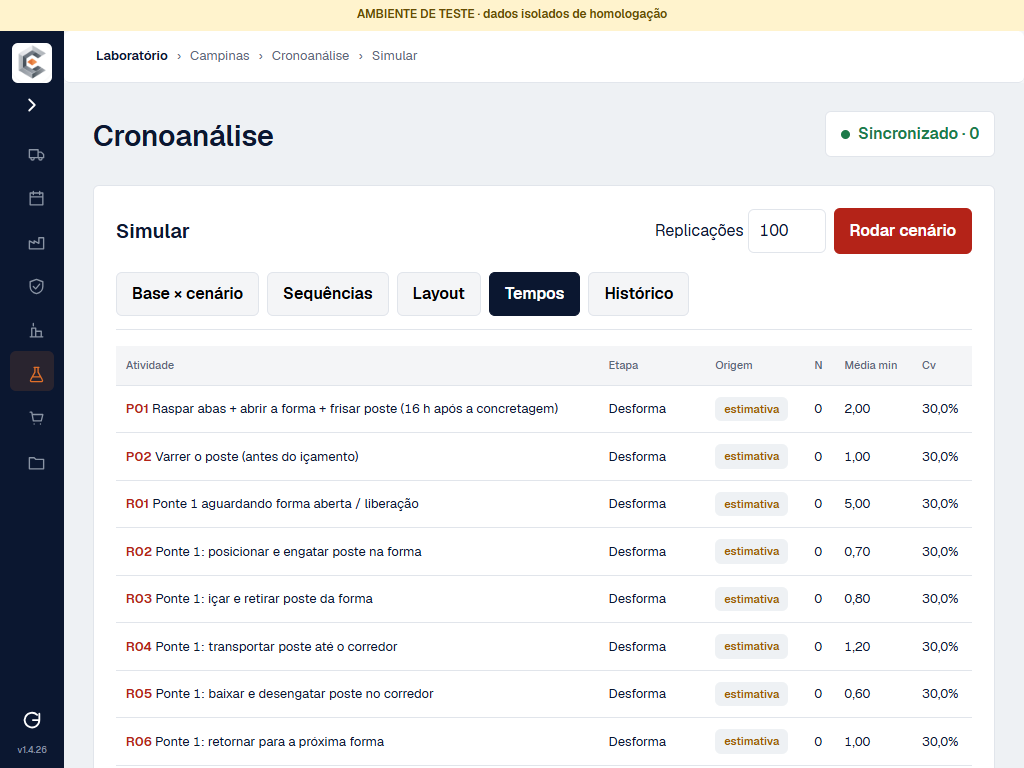 AMBIENTE DE TESTE · dados isolados de homologação
Laboratório › Campinas › Cronoanálise › Simular
Cronoanálise
Sincronizado · 0
Simular
Replicações 100 Rodar cenário
Base × cenário Sequências Layout Tempos Histórico
Atividade Etapa Origem N Média min Cv
P01 Raspar abas + abrir a forma + frisar poste (16 h após a concretagem) Desforma estimativa 0 2,00 30,0%
P02 Varrer o poste (antes do içamento) Desforma estimativa 0 1,00 30,0%
R01 Ponte 1 aguardando forma aberta / liberação Desforma estimativa 0 5,00 30,0%
R02 Ponte 1: posicionar e engatar poste na forma Desforma estimativa 0 0,70 30,0%
R03 Ponte 1: içar e retirar poste da forma Desforma estimativa 0 0,80 30,0%
R04 Ponte 1: transportar poste até o corredor Desforma estimativa 0 1,20 30,0%
R05 Ponte 1: baixar e desengatar poste no corredor Desforma estimativa 0 0,60 30,0%
R06 Ponte 1: retornar para a próxima forma Desforma estimativa 0 1,00 30,0%
v1.4.26